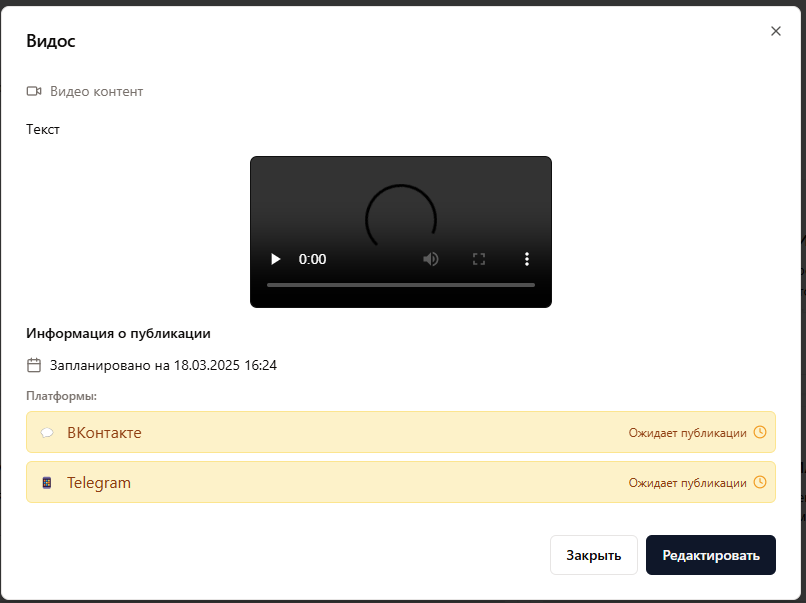 Видос
Видео контент
Текст
0:00
Информация о публикации
Запланировано на 18.03.2025 16:24
Платформы:
ВКонтакте Ожидает публикации
Telegram Ожидает публикации
Закрыть Редактировать